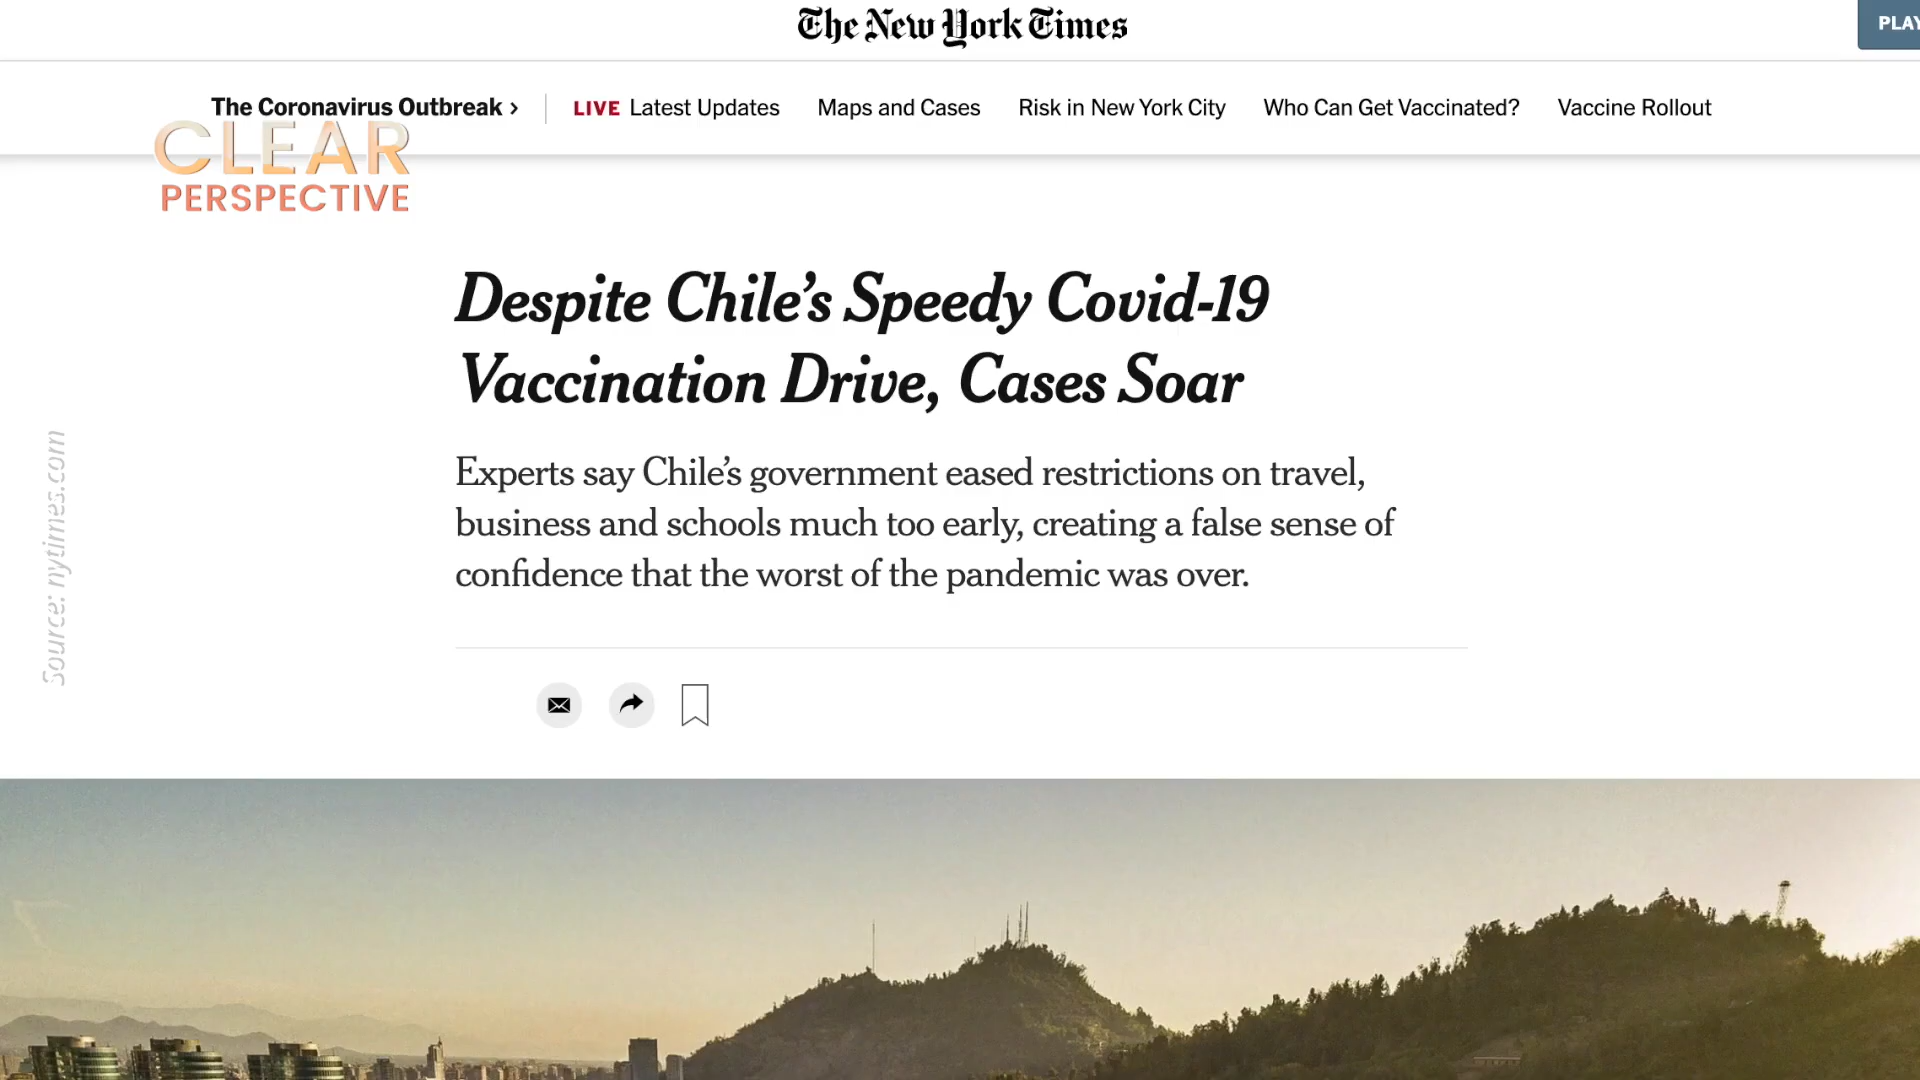 The New York Times
PLAY
The Coronavirus Outbreak › LIVE Latest Updates Maps and Cases Risk in New York City Who Can Get Vaccinated? Vaccine Rollout
CLEAR
PERSPECTIVE
Despite Chile's Speedy Covid-19
Vaccination Drive, Cases Soar
Experts say Chile's government eased restrictions on travel,
business and schools much too early, creating a false sense of
confidence that the worst of the pandemic was over.
Source: nytimes.com